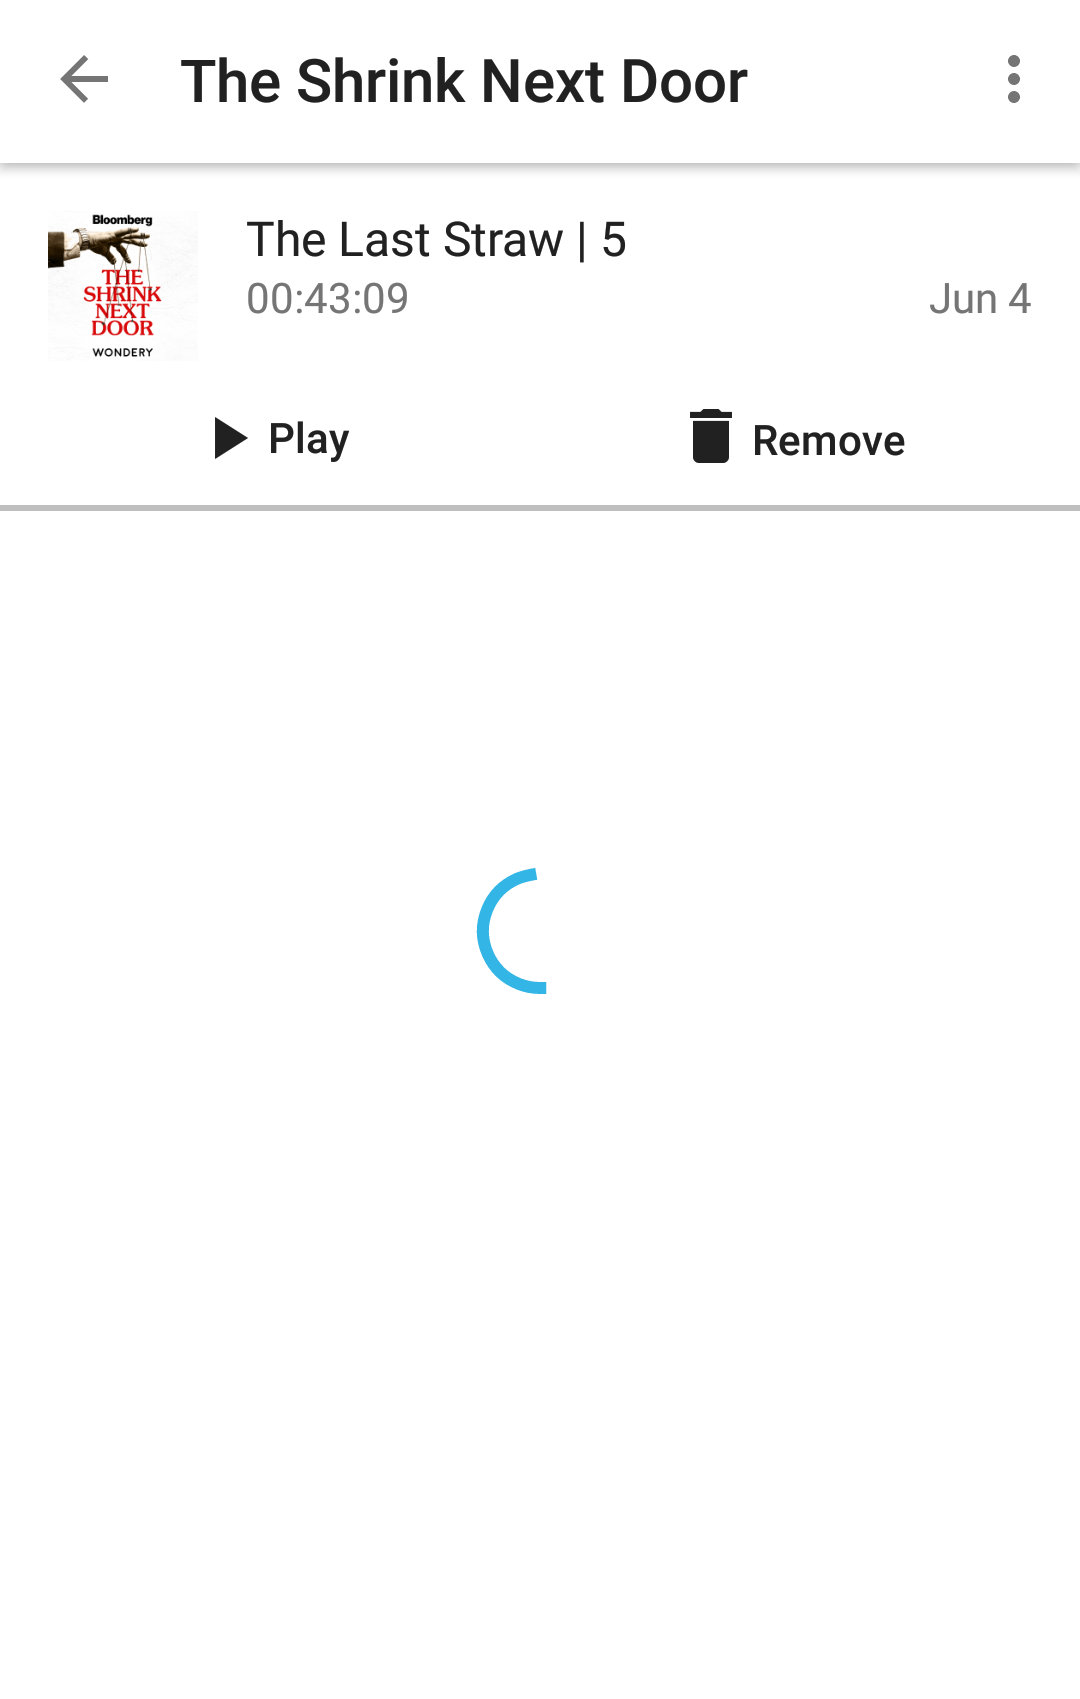 The Shrink Next Door
Bloomberg
THE
SHRINK
NEXT
DOOR
WONDERY
The Last Straw | 5
00:43:09
Jun 4
Play
Remove